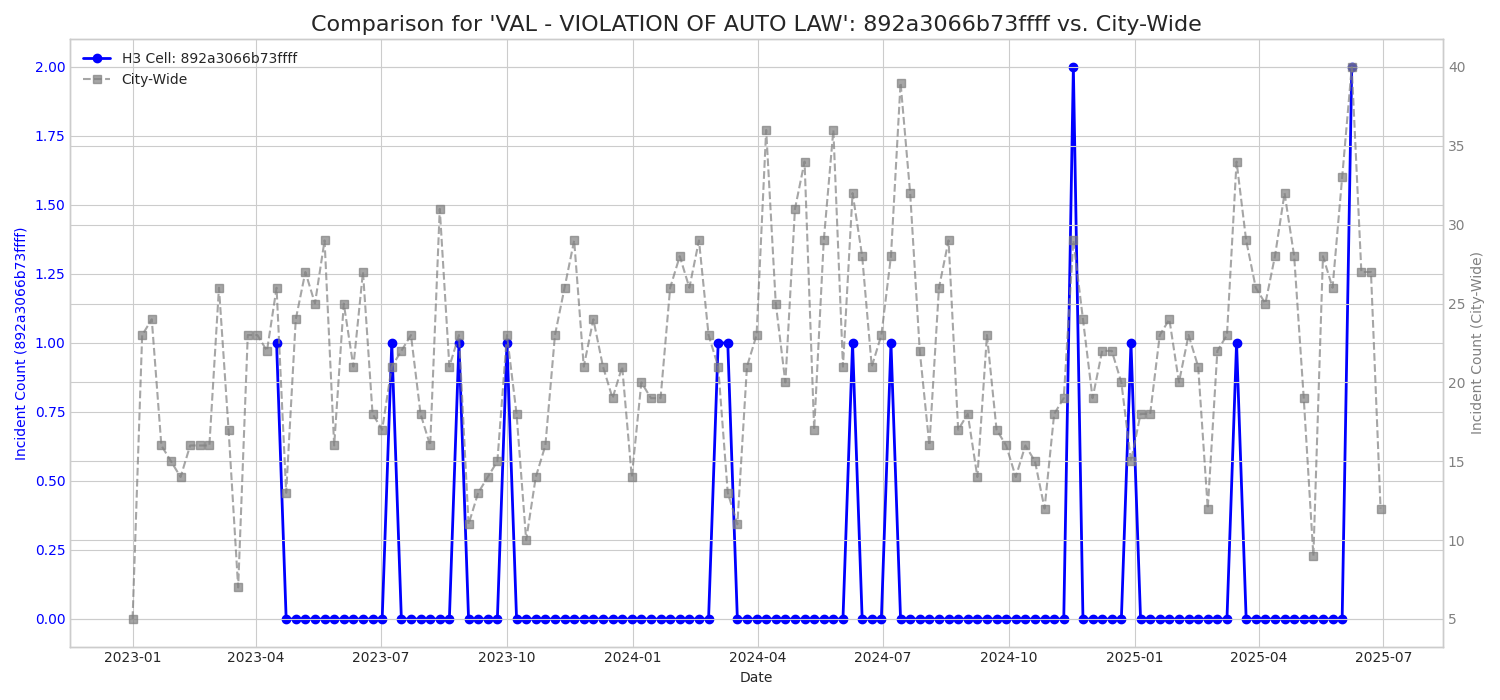 Comparison for 'VAL - VIOLATION OF AUTO LAW': 892a3066b73ffff vs. City-Wide
H3 Cell: 892a3066b73ffff
City-Wide
Incident Count (892a3066b73ffff)
2.00
1.75
1.50
1.25
1.00
0.75
0.50
0.25
0.00
40
35
30
25
20
15
10
5
Incident Count (City-Wide)
2023-01 2023-04 2023-07 2023-10 2024-01 2024-04 2024-07 2024-10 2025-01 2025-04 2025-07
Date